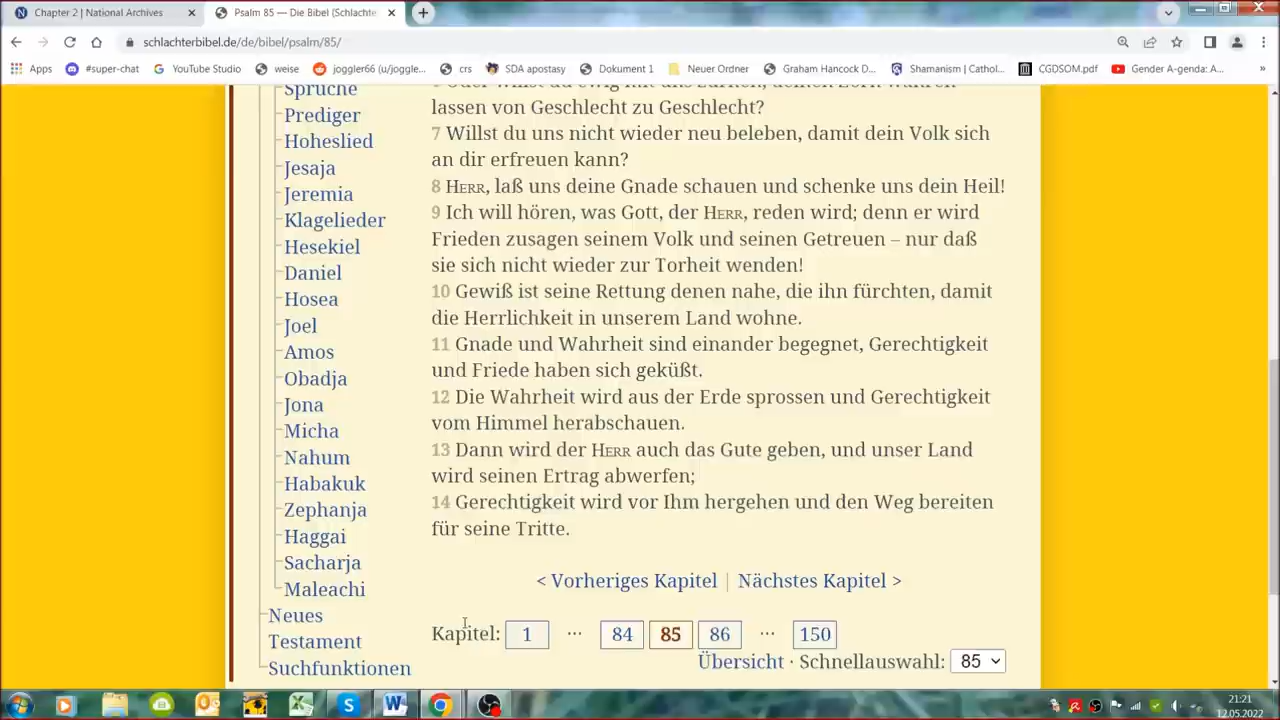 Chapter 2 | National Archives
Psalm 85 — Die Bibel (Schlachte
schlachterbibel.de/de/bibel/psalm/85/
Apps
#super-chat
YouTube Studio
weise
joggler66 (u/joggle...
crs
SDA apostasy
Dokument 1
Neuer Ordner
Graham Hancock D...
Shamanism | Cathol...
CGDSOM.pdf
Gender A-genda: A...
»
Sprüche
Prediger
Hoheslied
Jesaja
Jeremia
Klagelieder
Hesekiel
Daniel
Hosea
Joel
Amos
Obadja
Jona
Micha
Nahum
Habakuk
Zephanja
Haggai
Sacharja
Maleachi
Neues
Testament
Suchfunktionen
lassen von Geschlecht zu Geschlecht?
7 Willst du uns nicht wieder neu beleben, damit dein Volk sich
an dir erfreuen kann?
8 HERR, laß uns deine Gnade schauen und schenke uns dein Heil!
9 Ich will hören, was Gott, der HERR, reden wird; denn er wird
Frieden zusagen seinem Volk und seinen Getreuen – nur daß
sie sich nicht wieder zur Torheit wenden!
10 Gewiß ist seine Rettung denen nahe, die ihn fürchten, damit
die Herrlichkeit in unserem Land wohne.
11 Gnade und Wahrheit sind einander begegnet, Gerechtigkeit
und Friede haben sich geküßt.
12 Die Wahrheit wird aus der Erde sprossen und Gerechtigkeit
vom Himmel herabschauen.
13 Dann wird der HERR auch das Gute geben, und unser Land
wird seinen Ertrag abwerfen;
14 Gerechtigkeit wird vor Ihm hergehen und den Weg bereiten
für seine Tritte.
< Vorheriges Kapitel | Nächstes Kapitel >
Kapitel: 1 ··· 84 85 86 ··· 150
Übersicht · Schnellauswahl: 85
21:21
12.05.2022